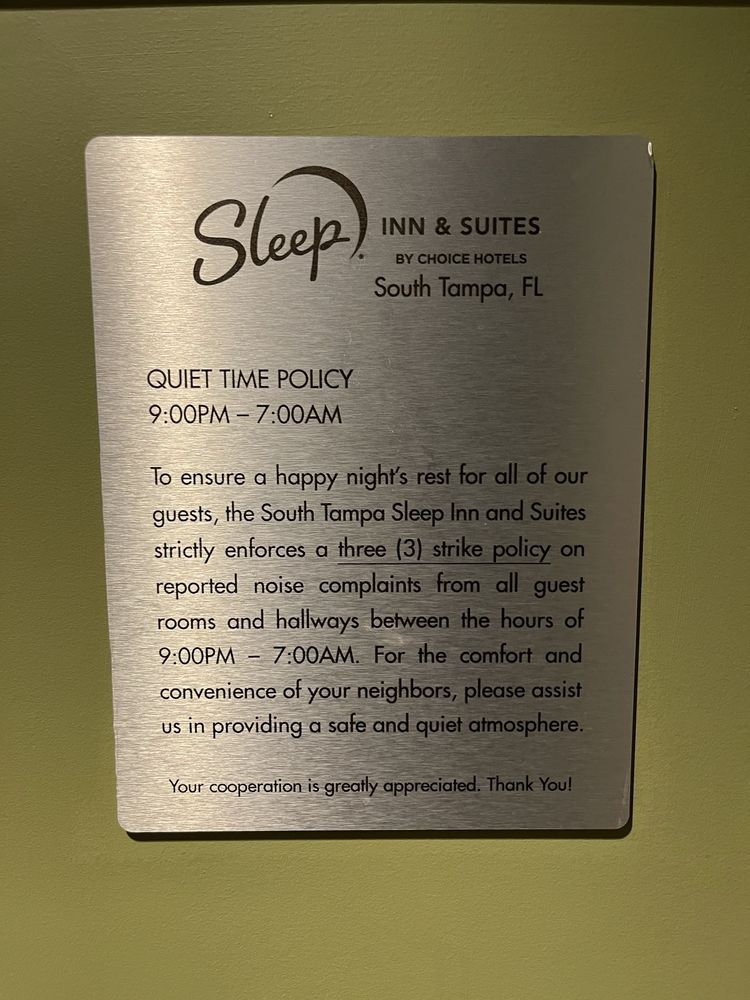 Sleep INN & SUITES
BY CHOICE HOTELS
South Tampa, FL
QUIET TIME POLICY
9:00PM – 7:00AM
To ensure a happy night's rest for all of our
guests, the South Tampa Sleep Inn and Suites
strictly enforces a three (3) strike policy on
reported noise complaints from all guest
rooms and hallways between the hours of
9:00PM – 7:00AM. For the comfort and
convenience of your neighbors, please assist
us in providing a safe and quiet atmosphere.
Your cooperation is greatly appreciated. Thank You!